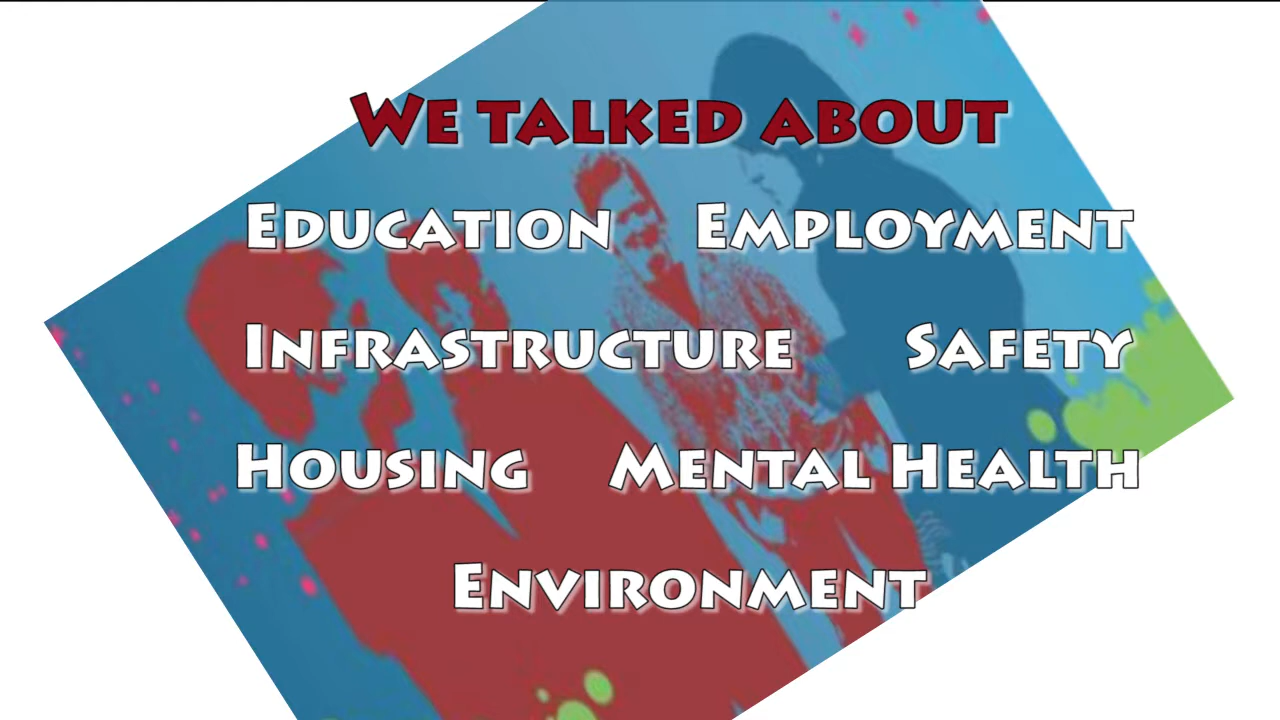 We talked about
Education Employment
Infrastructure Safety
Housing Mental Health
Environment